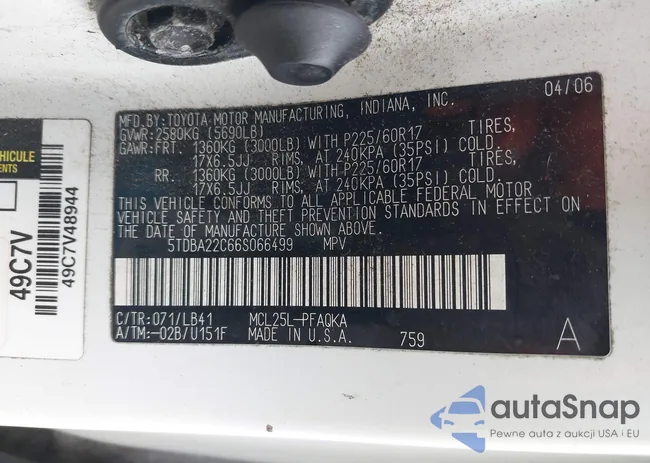 04/06
MFD.BY:TOYOTA MOTOR MANUFACTURING, INDIANA, INC.
GVWR:2580KG (5690LB)
GAWR:FRT. 1360KG (3000LB) WITH P225/60R17 TIRES,
17X6.5JJ RIMS, AT 240KPA (35PSI) COLD.
RR. 1360KG (3000LB) WITH P225/60R17 TIRES,
17X6.5JJ RIMS, AT 240KPA (35PSI) COLD.
THIS VEHICLE CONFORMS TO ALL APPLICABLE FEDERAL MOTOR
VEHICLE SAFETY AND THEFT PREVENTION STANDARDS IN EFFECT ON
THE DATE OF MANUFACTURE SHOWN ABOVE.
5TDBA22C66S066499 MPV
C/TR:071/LB41 MCL25L-PFAQKA
A/TM:-02B/U151F MADE IN U.S.A. 759 A
VEHICULE
ENTS
49C7V
49C7V48944
autoSnap
Pewne auta z aukcji USA i EU